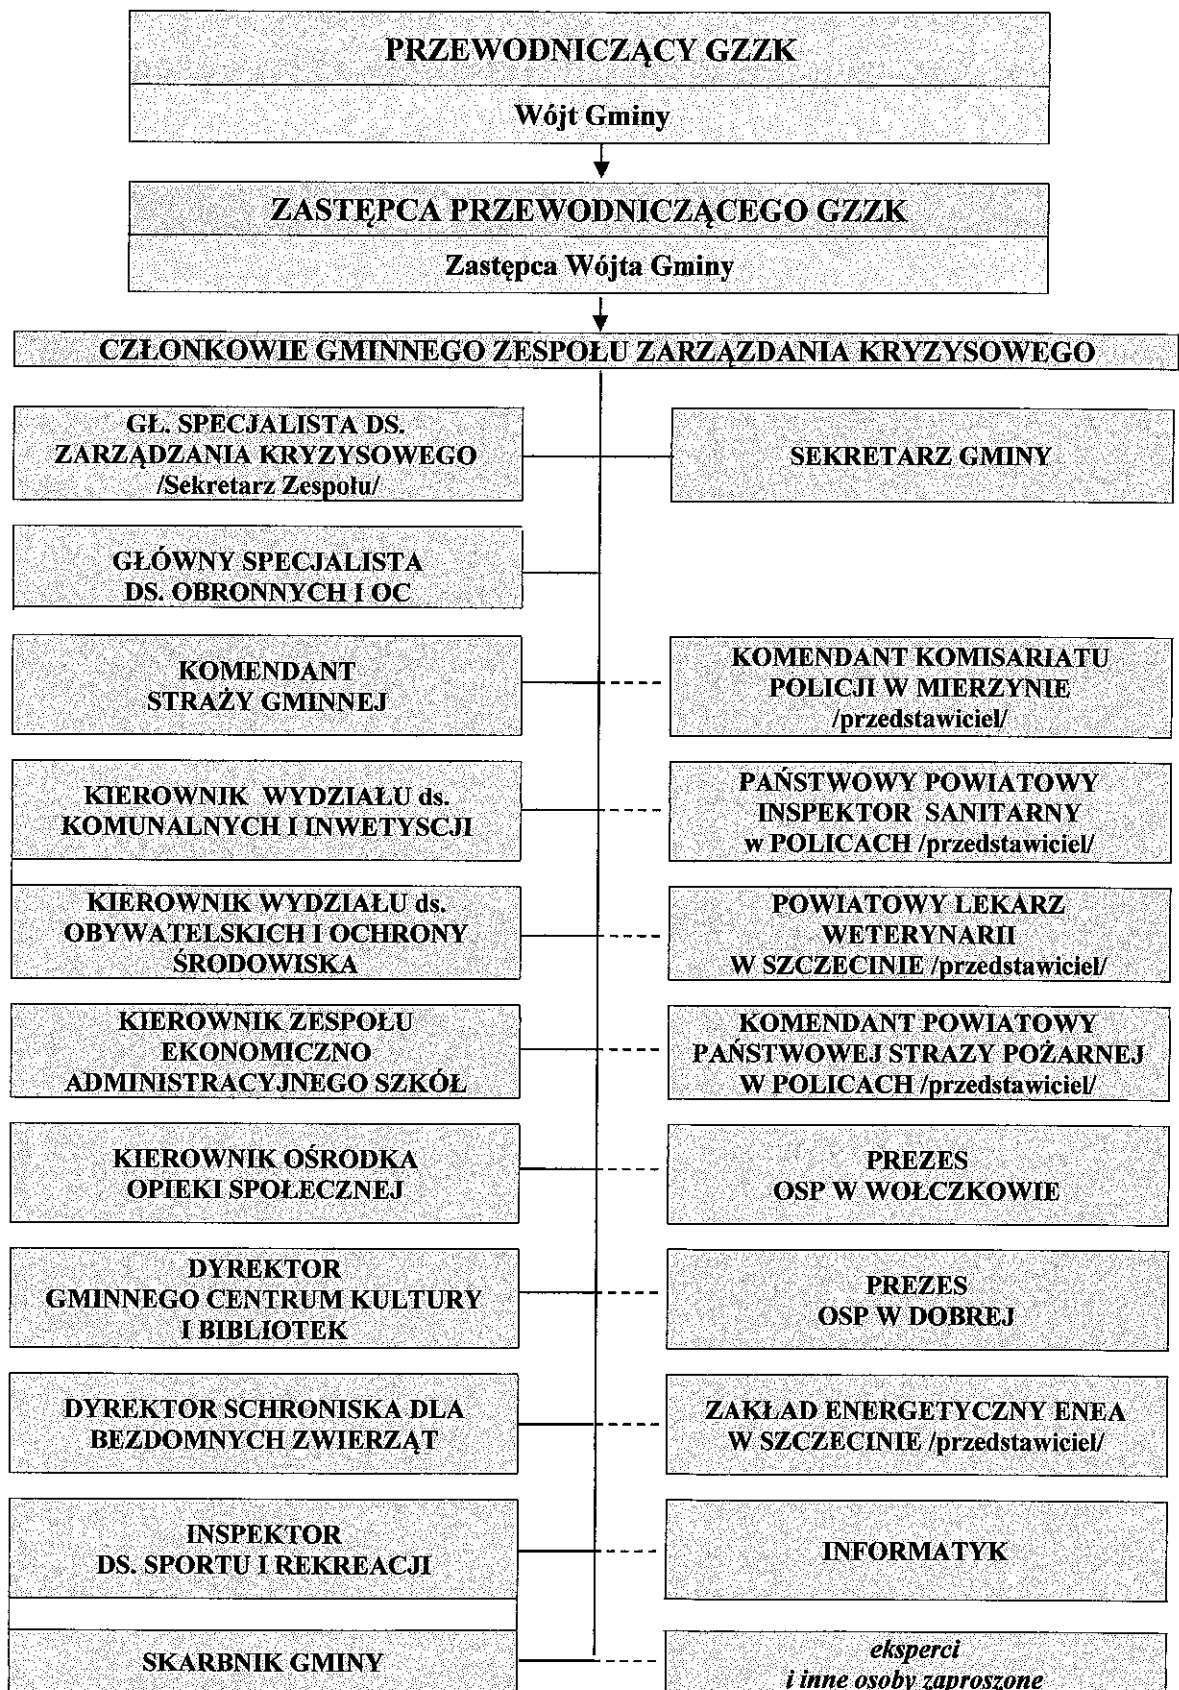 PRZEWODNICZĄCY GZZK
Wójt Gminy
ZASTĘPCA PRZEWODNICZĄCEGO GZZK
Zastępca Wójta Gminy
CZŁONKOWIE GMINNEGO ZESPOŁU ZARZĄZDANIA KRYZYSOWEGO
GŁ. SPECJALISTA DS.
ZARZĄDZANIA KRYZYSOWEGO
/Sekretarz Zespołu/
SEKRETARZ GMINY
GŁÓWNY SPECJALISTA
DS. OBRONNYCH I OC
KOMENDANT
STRAŻY GMINNEJ
KOMENDANT KOMISARIATU
POLICJI W MIERZYNIE
/przedstawiciel/
KIEROWNIK WYDZIAŁU ds.
KOMUNALNYCH I INWETYSCJI
PAŃSTWOWY POWIATOWY
INSPEKTOR SANITARNY
w POLICACH /przedstawiciel/
KIEROWNIK WYDZIAŁU ds.
OBYWATELSKICH I OCHRONY
ŚRODOWISKA
POWIATOWY LEKARZ
WETERYNARII
W SZCZECINIE /przedstawiciel/
KIEROWNIK ZESPOŁU
EKONOMICZNO
ADMINISTRACYJNEGO SZKÓŁ
KOMENDANT POWIATOWY
PAŃSTWOWEJ STRAZY POŻARNEJ
W POLICACH /przedstawiciel/
KIEROWNIK OŚRODKA
OPIEKI SPOŁECZNEJ
PREZES
OSP W WOŁCZKOWIE
DYREKTOR
GMINNEGO CENTRUM KULTURY
I BIBLIOTEK
PREZES
OSP W DOBREJ
DYREKTOR SCHRONISKA DLA
BEZDOMNYCH ZWIERZĄT
ZAKŁAD ENERGETYCZNY ENEA
W SZCZECINIE /przedstawiciel/
INSPEKTOR
DS. SPORTU I REKREACJI
INFORMATYK
SKARBNIK GMINY
eksperci
i inne osoby zaproszone